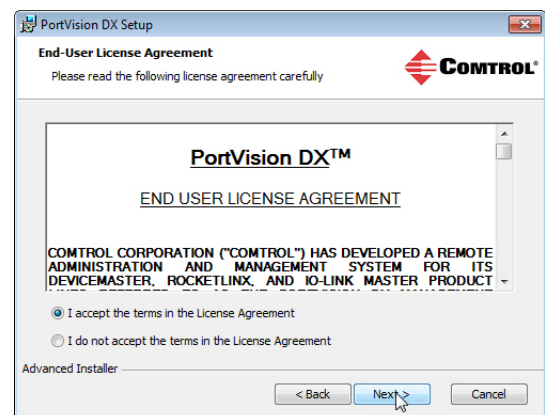 PortVision DX Setup
End-User License Agreement
Please read the following license agreement carefully
COMTROL®
PortVision DX™
END USER LICENSE AGREEMENT
COMTROL CORPORATION ("COMTROL") HAS DEVELOPED A REMOTE
ADMINISTRATION AND MANAGEMENT SYSTEM FOR ITS
DEVICEMASTER, ROCKETLINX, AND IO-LINK MASTER PRODUCT
I accept the terms in the License Agreement
I do not accept the terms in the License Agreement
Advanced Installer
< Back Next > Cancel